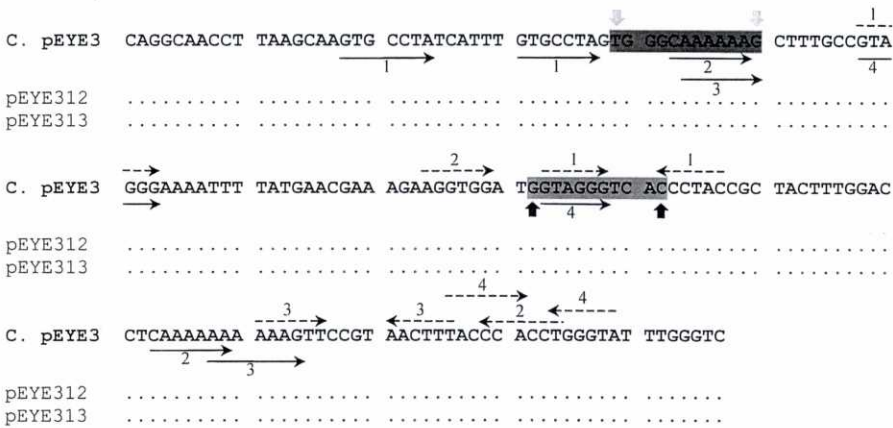 1
C. pEYE3 CAGGCAACCT TAAGCAAGTG CCTATCATTT GTGCCTAGTG GGCAAAAAAG CTTTGCCGTA
1 1 2 4
3
pEYE312 .......... .......... .......... .......... .......... ..........
pEYE313 .......... .......... .......... .......... .......... ..........
2 1 1
C. pEYE3 GGGAAAATTT TATGAACGAA AGAAGGTGGA TGGTAGGGTC ACCCTACCGC TACTTTGGAC
4
pEYE312 .......... .......... .......... .......... .......... ..........
pEYE313 .......... .......... .......... .......... .......... ..........
4
3 3 2 4
C. pEYE3 CTCAAAAAAA AAAGTTCCGT AACTTTACCC ACCTGGGTAT TTGGGTC
2 3
pEYE312 .......... .......... .......... .......... .......
pEYE313 .......... .......... .......... .......... .......